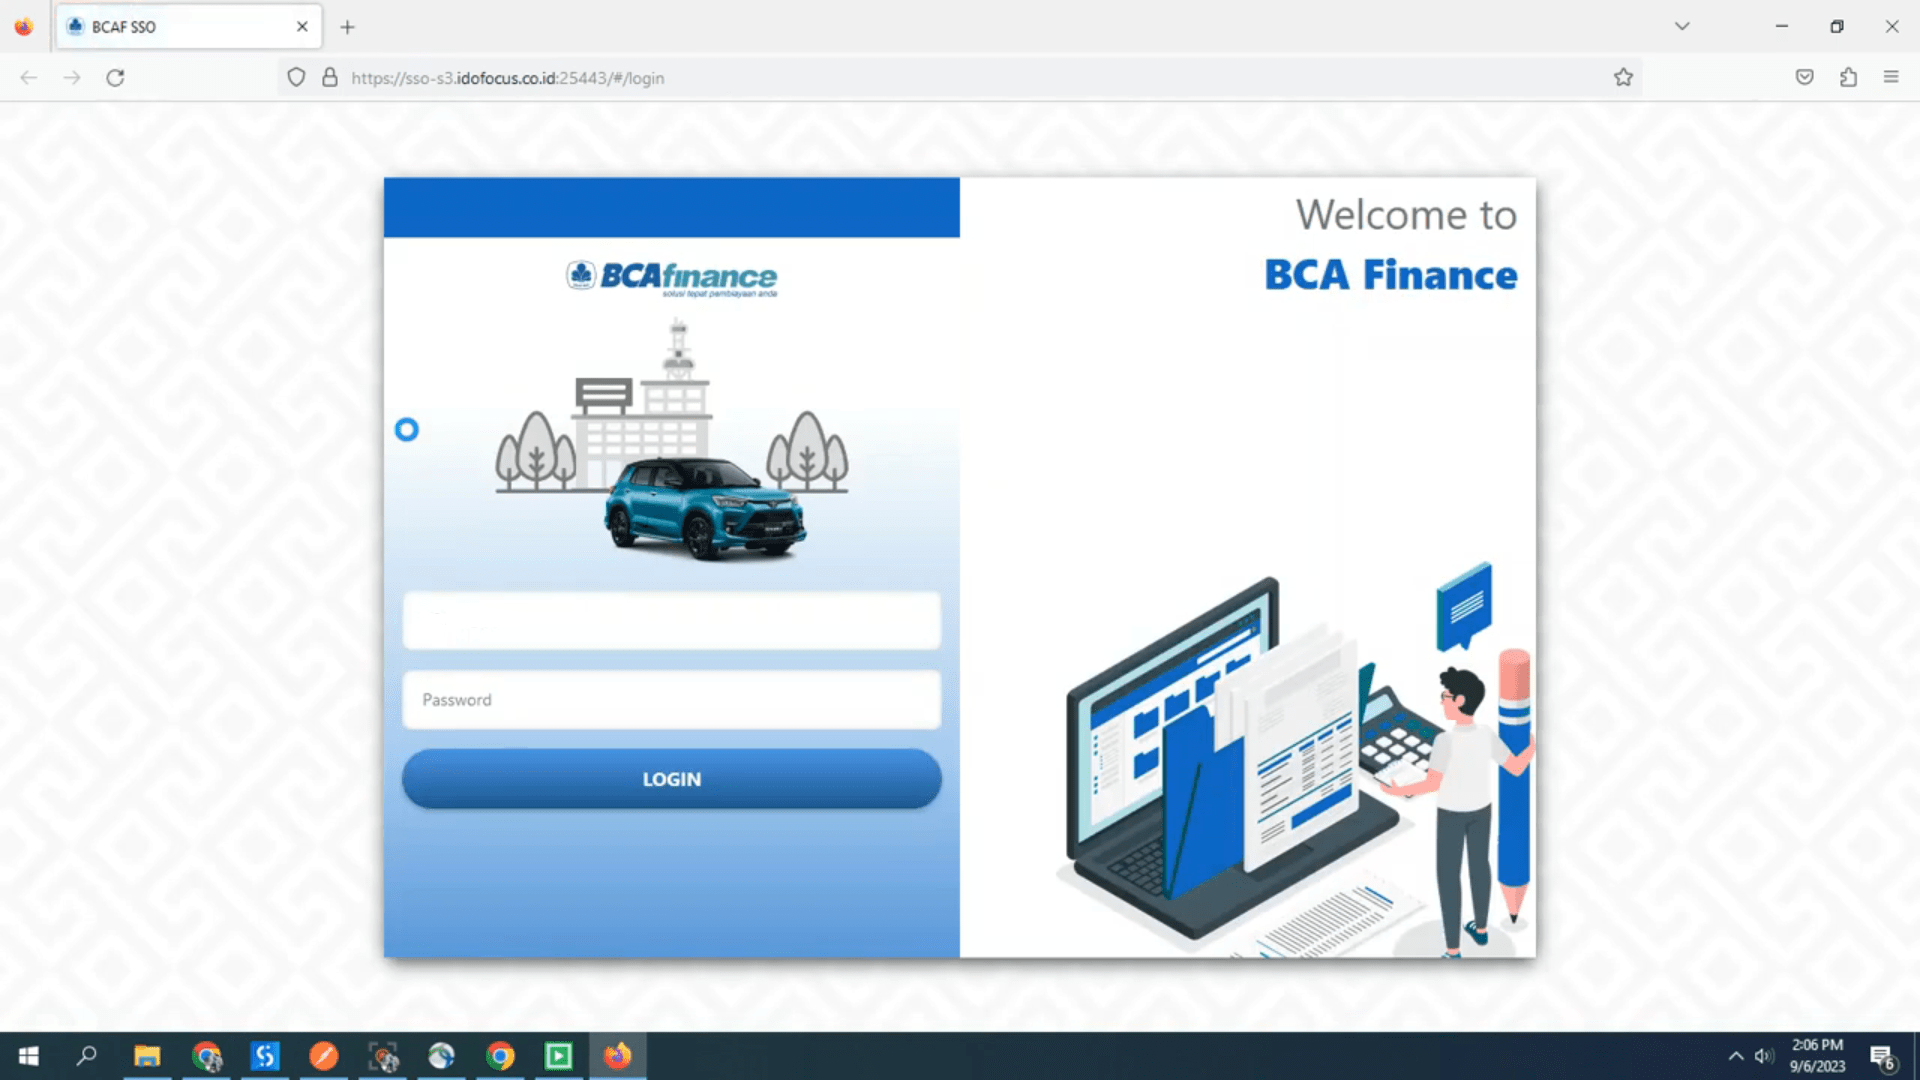 BCAF SSO
https://sso-s3.idofocus.co.id:25443/#/login
BCAfinance
solusi tepat pembiayaan anda
Welcome to
BCA Finance
Password
LOGIN
2:06 PM
9/6/2023
6